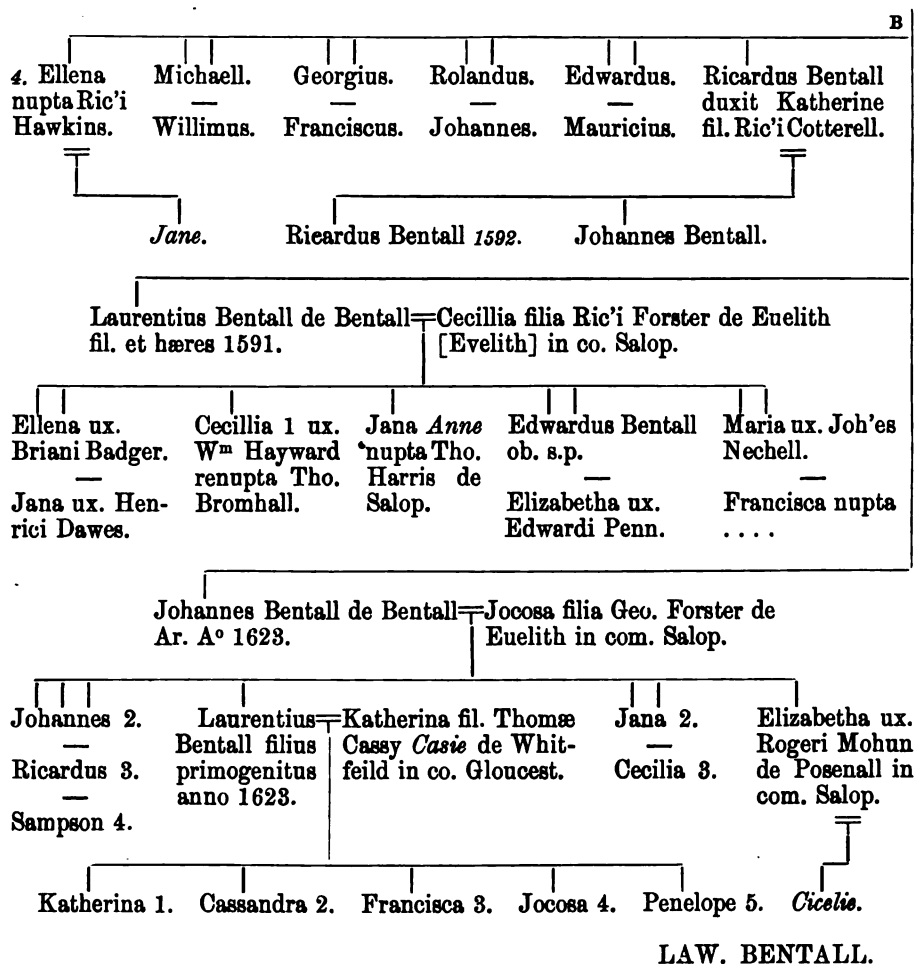 B
4. Ellena
nupta Ric'i
Hawkins.
Michaell.
—
Willimus.
Georgius.
—
Franciscus.
Rolandus.
—
Johannes.
Edwardus.
—
Mauricius.
Ricardus Bentall
duxit Katherine
fil. Ric'i Cotterell.
Jane.
Ricardus Bentall 1592.
Johannes Bentall.
Laurentius Bentall de Bentall
fil. et hæres 1591.
Cecillia filia Ric'i Forster de Euelith
[Evelith] in co. Salop.
Ellena ux.
Briani Badger.
—
Jana ux. Hen-
rici Dawes.
Cecillia 1 ux.
Wm Hayward
renupta Tho.
Bromhall.
Jana Anne
nupta Tho.
Harris de
Salop.
Edwardus Bentall
ob. s.p.
—
Elizabetha ux.
Edwardi Penn.
Maria ux. Joh'es
Nechell.
—
Francisca nupta
. . . .
Johannes Bentall de Bentall
Ar. Aº 1623.
Jocosa filia Geo. Forster de
Euelith in com. Salop.
Johannes 2.
—
Ricardus 3.
—
Sampson 4.
Laurentius
Bentall filius
primogenitus
anno 1623.
Katherina fil. Thomæ
Cassy Casie de Whit-
feild in co. Gloucest.
Jana 2.
—
Cecilia 3.
Elizabetha ux.
Rogeri Mohun
de Posenall in
com. Salop.
Katherina 1.
Cassandra 2.
Francisca 3.
Jocosa 4.
Penelope 5.
Cicelie.
LAW. BENTALL.